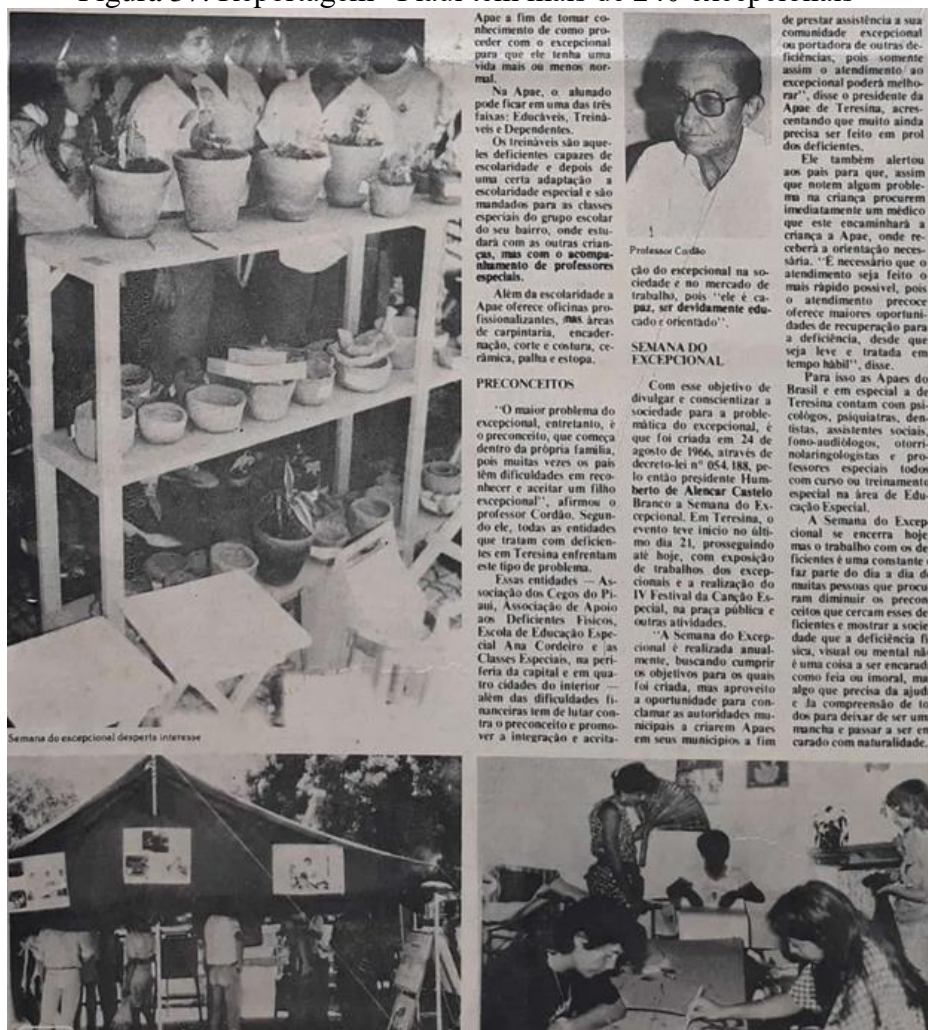 Figura 37: Reportagem "Piauí tem mais de 240 excepcionais"
Apae a fim de tomar co-
nhecimento de como pro-
ceder com o excepcional
para que ele tenha uma
vida mais ou menos nor-
mal.
Na Apae, o alunado
pode ficar em uma das três
faixas: Educáveis, Treiná-
veis e Dependentes.
Os treináveis são aque-
les deficientes capazes de
escolaridade e depois de
uma certa adaptação a
escolaridade especial e são
mandados para as classes
especiais do grupo escolar
do seu bairro, onde estu-
dará com as outras crian-
ças, mas com o acompa-
nhamento de professores
especiais.
Além da escolaridade a
Apae oferece oficinas pro-
fissionalizantes, nas áreas
de carpintaria, encader-
nação, corte e costura, ce-
râmica, palha e estopa.
PRECONCEITOS
"O maior problema do
excepcional, entretanto, é
o preconceito, que começa
dentro da própria família,
pois muitas vezes os pais
têm dificuldades em reco-
nhecer e aceitar um filho
excepcional", afirmou o
professor Cordão. Segun-
do ele, todas as entidades
que tratam com deficien-
tes em Teresina enfrentam
este tipo de problema.
Essas entidades — As-
sociação dos Cegos do Pi-
auí, Associação de Apoio
aos Deficientes Físicos,
Escola de Educação Espe-
cial Ana Cordeiro e as
Classes Especiais, na peri-
feria da capital e em qua-
tro cidades do interior —
além das dificuldades fi-
nanceiras tem de lutar con-
tra o preconceito e promo-
ver a integração e aceita-
Professor Cordão
ção do excepcional na so-
ciedade e no mercado de
trabalho, pois "ele é ca-
paz, ser devidamente edu-
cado e orientado".
SEMANA DO
EXCEPCIONAL
Com esse objetivo de
divulgar e conscientizar a
sociedade para a proble-
mática do excepcional, é
que foi criada em 24 de
agosto de 1966, através de
decreto-lei nº 054.188, pe-
lo então presidente Hum-
berto de Alencar Castelo
Branco a Semana do Ex-
cepcional. Em Teresina, o
evento teve início no últi-
mo dia 21, prosseguindo
até hoje, com exposição
de trabalhos dos excep-
cionais e a realização do
IV Festival da Canção Es-
pecial, na praça pública e
outras atividades.
"A Semana do Excep-
cional é realizada anual-
mente, buscando cumprir
os objetivos para os quais
foi criada, mas aproveito
a oportunidade para con-
clamar as autoridades mu-
nicipais a criarem Apaes
em seus municípios a fim
de prestar assistência a sua
comunidade excepcional
ou portadora de outras de-
ficiências, pois somente
assim o atendimento ao
excepcional poderá melho-
rar", disse o presidente da
Apae de Teresina, acres-
centando que muito ainda
precisa ser feito em prol
dos deficientes.
Ele também alertou
aos pais para que, assim
que notem algum proble-
ma na criança procurem
imediatamente um médico
que este encaminhará a
criança a Apae, onde re-
ceberá a orientação neces-
sária. "É necessário que o
atendimento seja feito o
mais rápido possível, pois
o atendimento precoce
oferece maiores oportuni-
dades de recuperação para
a deficiência, desde que
seja leve e tratada em
tempo hábil", disse.
Para isso as Apaes do
Brasil e em especial a de
Teresina contam com psi-
cológos, psiquiatras, den-
tistas, assistentes sociais,
fono-audiólogos, otorri-
nolaringologistas e pro-
fessores especiais todos
com curso ou treinamento
especial na área de Edu-
cação Especial.
A Semana do Excep-
cional se encerra hoje
mas o trabalho com os de-
ficientes é uma constante
faz parte do dia a dia de
muitas pessoas que procu-
ram diminuir os precon-
ceitos que cercam esses de-
ficientes e mostrar a socie-
dade que a deficiência fí-
sica, visual ou mental não
é uma coisa a ser encarad
como feia ou imoral, ma
algo que precisa da ajud
e da compreensão de to-
dos para deixar de ser um
mancha e passar a ser en-
carado com naturalidade.
Semana do excepcional desperta interesse